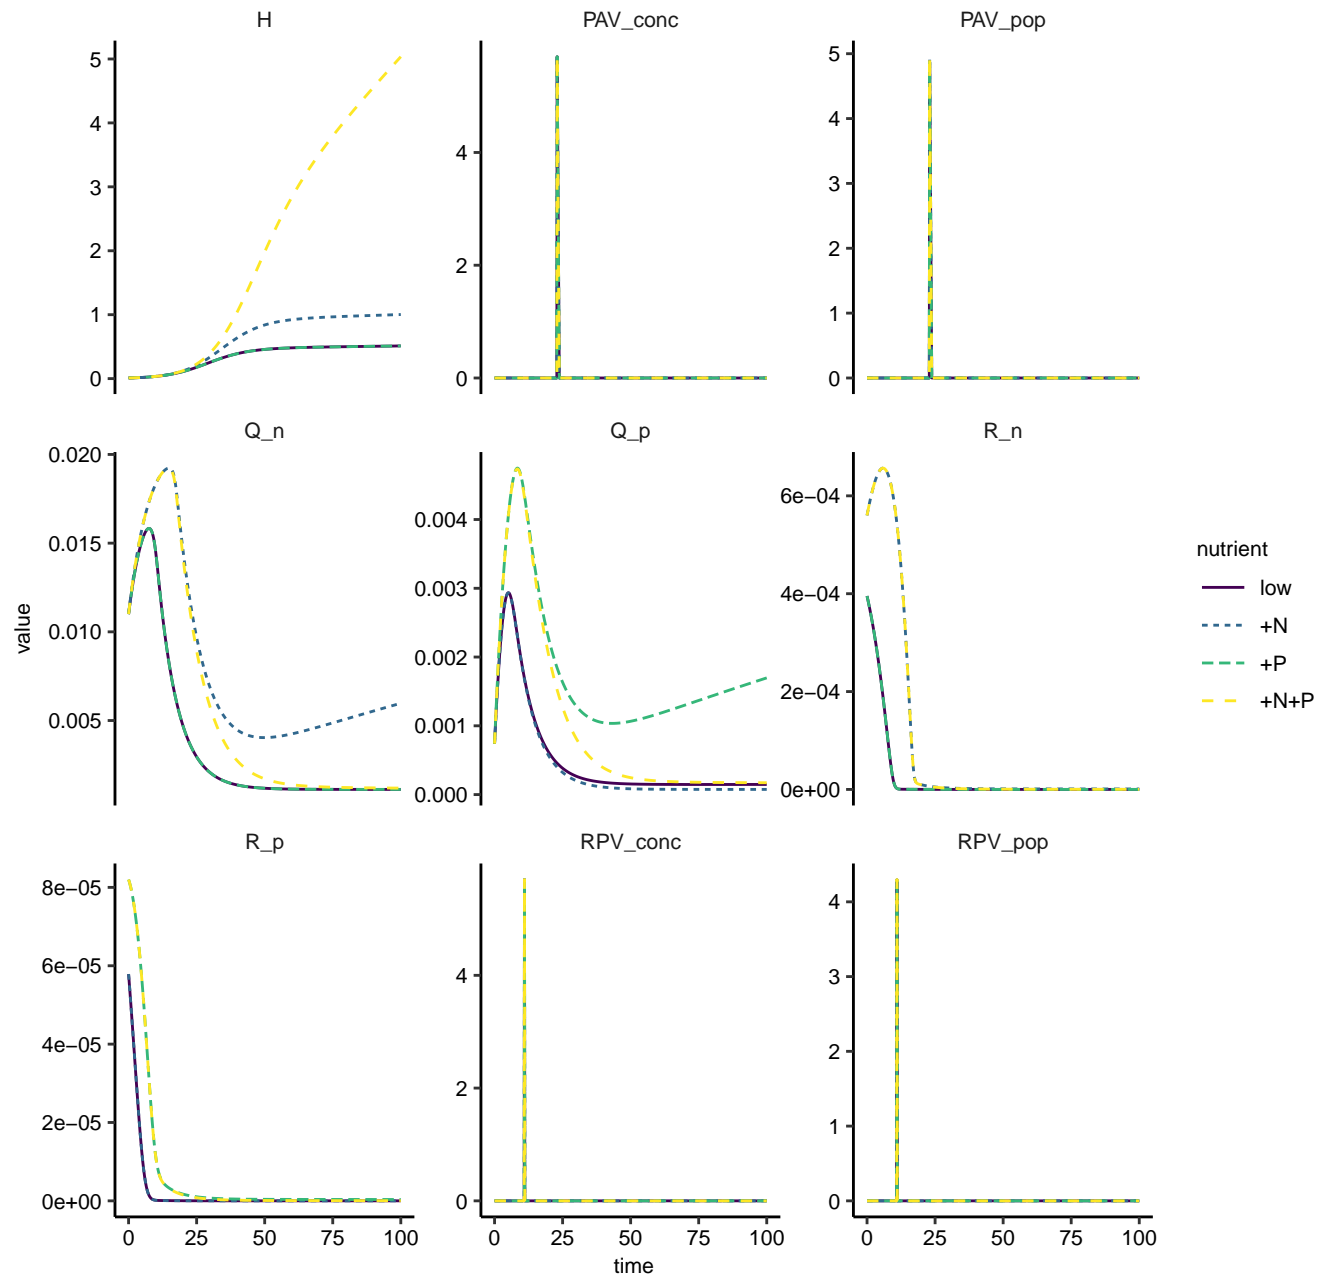 H
PAV_conc
PAV_pop
5
4
3
2
1
0
4
2
0
5
4
3
2
1
0
Q_n
Q_p
R_n
0.020
0.015
0.010
0.005
0.004
0.003
0.002
0.001
0.000
6e−04
4e−04
2e−04
0e+00
R_p
RPV_conc
RPV_pop
8e−05
6e−05
4e−05
2e−05
0e+00
4
2
0
4
3
2
1
0
0 25 50 75 100
0 25 50 75 100
0 25 50 75 100
time
value
nutrient
low
+N
+P
+N+P